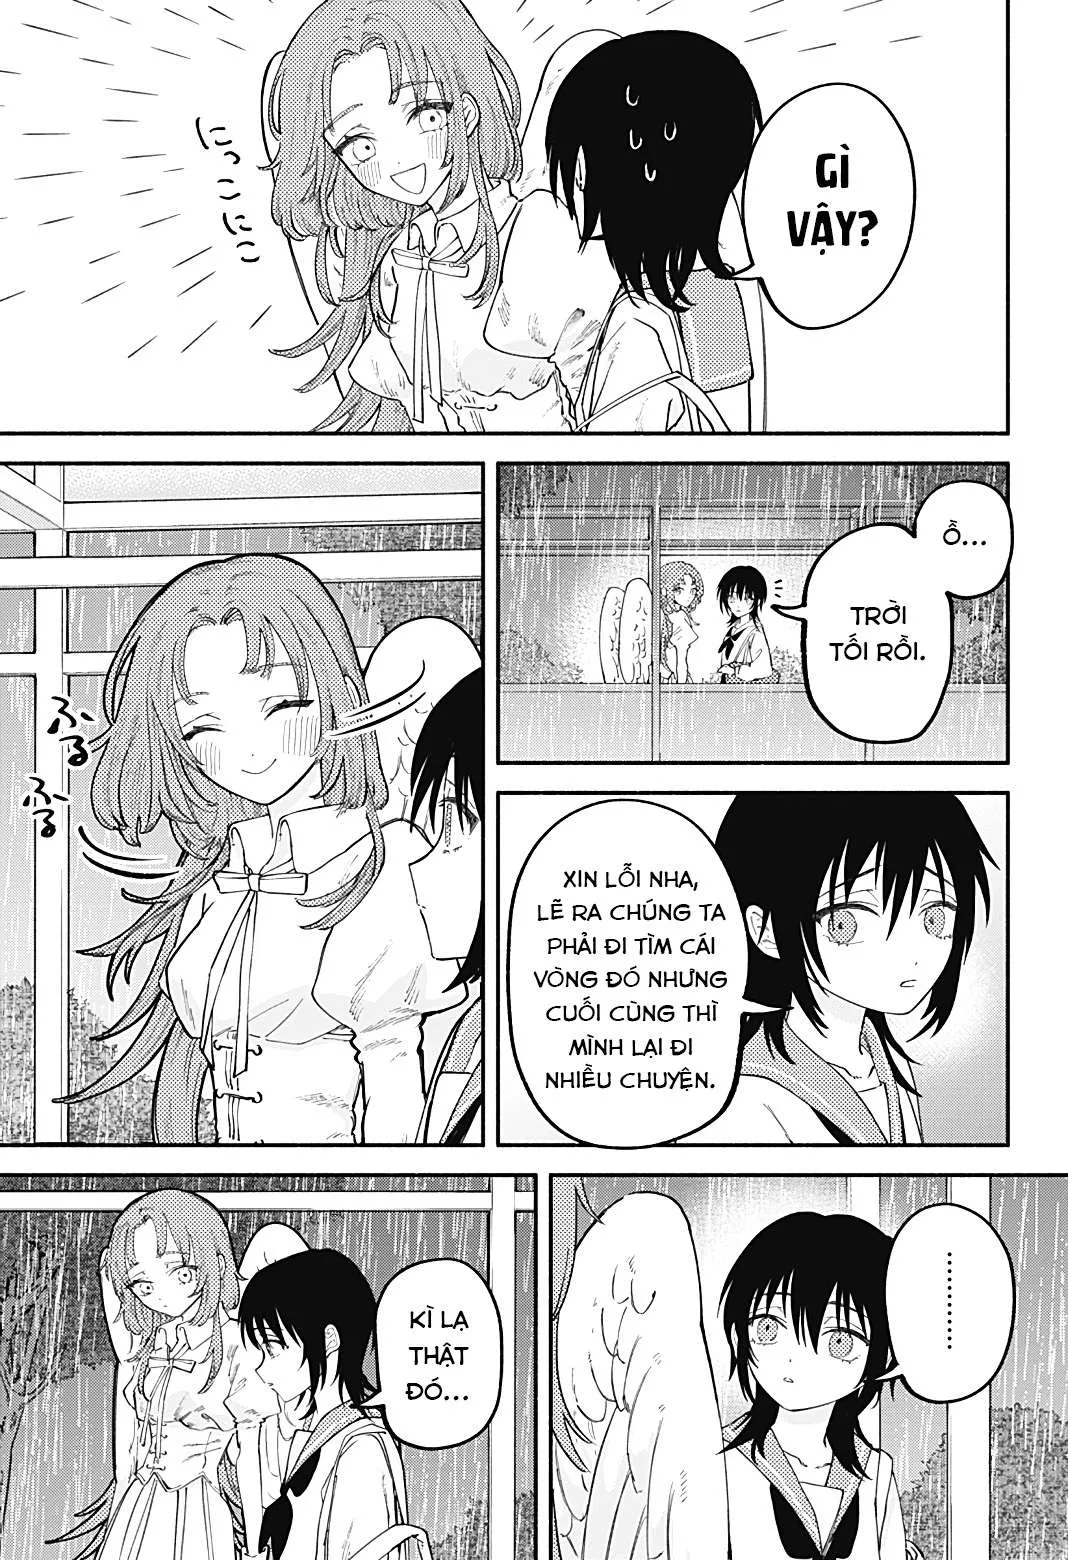 GÌ
VẬY?
にっこにこ
Ồ...
TRỜI
TỐI RỒI.
XIN LỖI NHA,
LẼ RA CHÚNG TA
PHẢI ĐI TÌM CÁI
VÒNG ĐÓ NHƯNG
CUỐI CÙNG THÌ
MÌNH LẠI ĐI
NHIỀU CHUYỆN.
ふる
ふる
.........
KÌ LẠ
THẬT
ĐÓ...